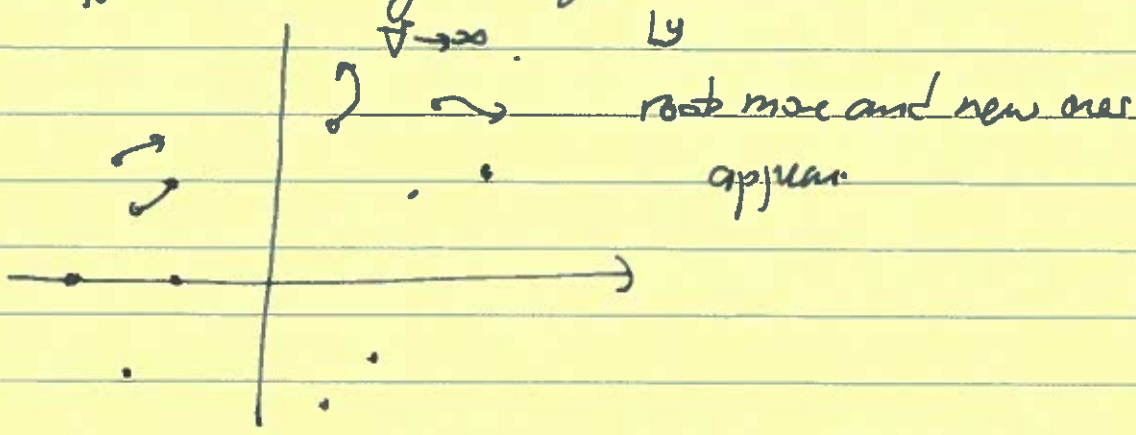 V → ∞ Ly
roots move and new ones
appear.